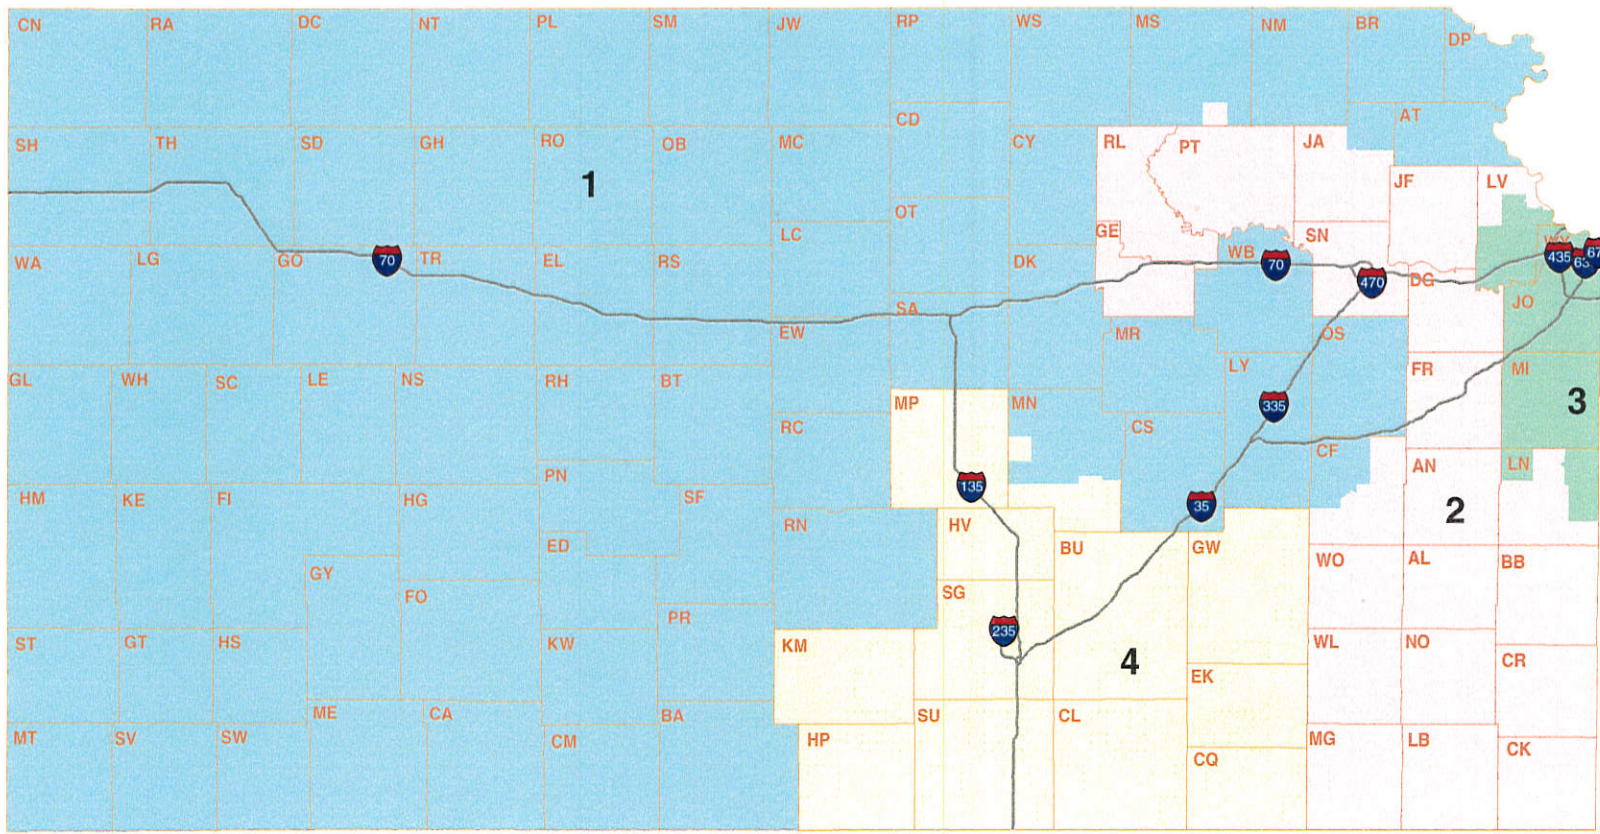 CN RA DC NT PL SM JW RP WS MS NM BR DP
CD AT
SH TH SD GH RO OB MC CY RL PT JA
1
JF LV
OT
LC GE SN
WA LG GO 70 TR EL RS DK WB 70 435 63 67
470 DG
SA JO
EW MR OS
GL WH SC LE NS RH BT LY FR MI
MP MN 335 3
RC CS
CF
PN AN LN
135
HM KE FI HG SF 35 2
RN HV
ED BU GW
GY WO AL BB
FO SG
PR 235
ST GT HS KW KM WL NO
4 CR
EK
ME CA BA SU CL
MT SV SW CM HP MG LB CK
CQ